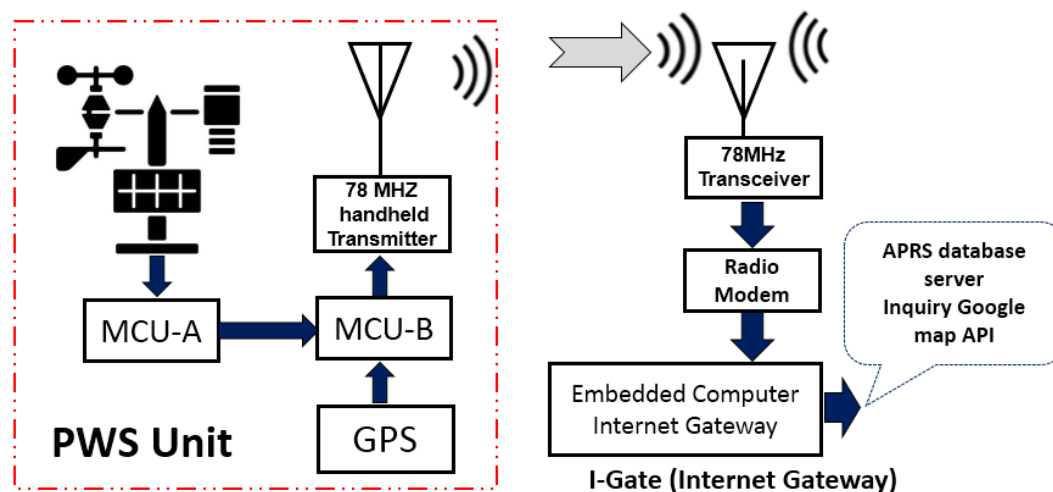 78 MHZ
handheld
Transmitter
MCU-A
MCU-B
GPS
PWS Unit
78MHz
Transceiver
Radio
Modem
Embedded Computer
Internet Gateway
I-Gate (Internet Gateway)
APRS database
server
Inquiry Google
map API